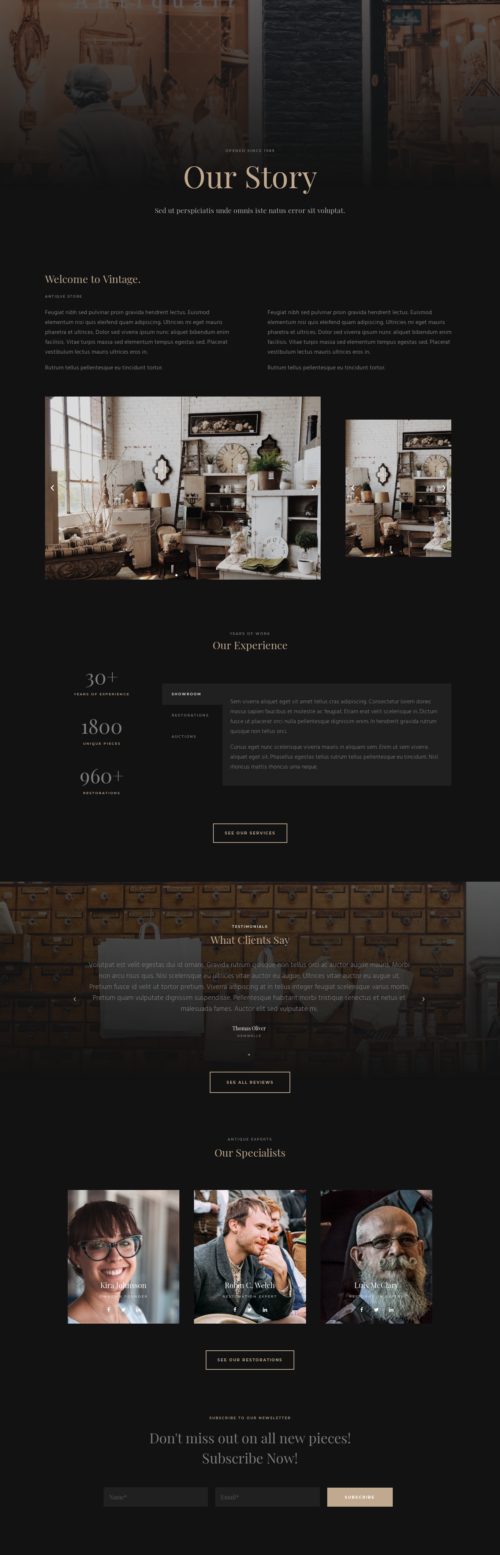 Antiquari
OPENED SINCE 1989
Our Story
Sed ut perspiciatis unde omnis iste natus error sit voluptat.
Welcome to Vintage.
ANTIQUE STORE
Feugiat nibh sed pulvinar proin gravida hendrerit lectus. Euismod
elementum nisi quis eleifend quam adipiscing. Ultricies mi eget mauris
pharetra et ultrices. Dolor sed viverra ipsum nunc aliquet bibendum enim
facilisis. Vitae turpis massa sed elementum tempus egestas sed. Placerat
vestibulum lectus mauris ultrices eros in.
Rutrum tellus pellentesque eu tincidunt tortor.
Feugiat nibh sed pulvinar proin gravida hendrerit lectus. Euismod
elementum nisi quis eleifend quam adipiscing. Ultricies mi eget mauris
pharetra et ultrices. Dolor sed viverra ipsum nunc aliquet bibendum enim
facilisis. Vitae turpis massa sed elementum tempus egestas sed. Placerat
vestibulum lectus mauris ultrices eros in.
Rutrum tellus pellentesque eu tincidunt tortor.
YEARS OF WORK
Our Experience
30+
YEARS OF EXPERIENCE
1800
UNIQUE PIECES
960+
RESTORATIONS
SHOWROOM
RESTORATIONS
AUCTIONS
Sem viverra aliquet eget sit amet tellus cras adipiscing. Consectetur lorem donec
massa sapien faucibus et molestie ac feugiat. Etiam erat velit scelerisque in. Dictum
fusce ut placerat orci nulla pellentesque dignissim enim. In hendrerit gravida rutrum
quisque non tellus orci.
Cursus eget nunc scelerisque viverra mauris in aliquam sem. Enim ut sem viverra
aliquet eget sit. Phasellus egestas tellus rutrum tellus pellentesque eu tincidunt. Nisl
rhoncus mattis rhoncus urna neque.
SEE OUR SERVICES
TESTIMONIALS
What Clients Say
Volutpat est velit egestas dui id ornare. Gravida rutrum quisque non tellus orci ac auctor augue mauris. Morbi
non arcu risus quis. Nisi scelerisque eu ultrices vitae auctor eu augue. Ultrices vitae auctor eu augue ut.
Pretium fusce id velit ut tortor pretium. Viverra adipiscing at in tellus integer feugiat scelerisque varius morbi.
Pretium quam vulputate dignissim suspendisse. Pellentesque habitant morbi tristique senectus et netus et
malesuada fames. Auctor elit sed vulputate mi.
Thomas Oliver
SEE ALL REVIEWS
ANTIQUE EXPERTS
Our Specialists
Kira Johnsson
FOUNDER
Robin C. Welch
RESTORATION EXPERT
Luis McClary
SEE OUR RESTORATIONS
SUBSCRIBE TO OUR NEWSLETTER
Don't miss out on all new pieces!
Subscribe Now!
Name*
Email*
SUBSCRIBE